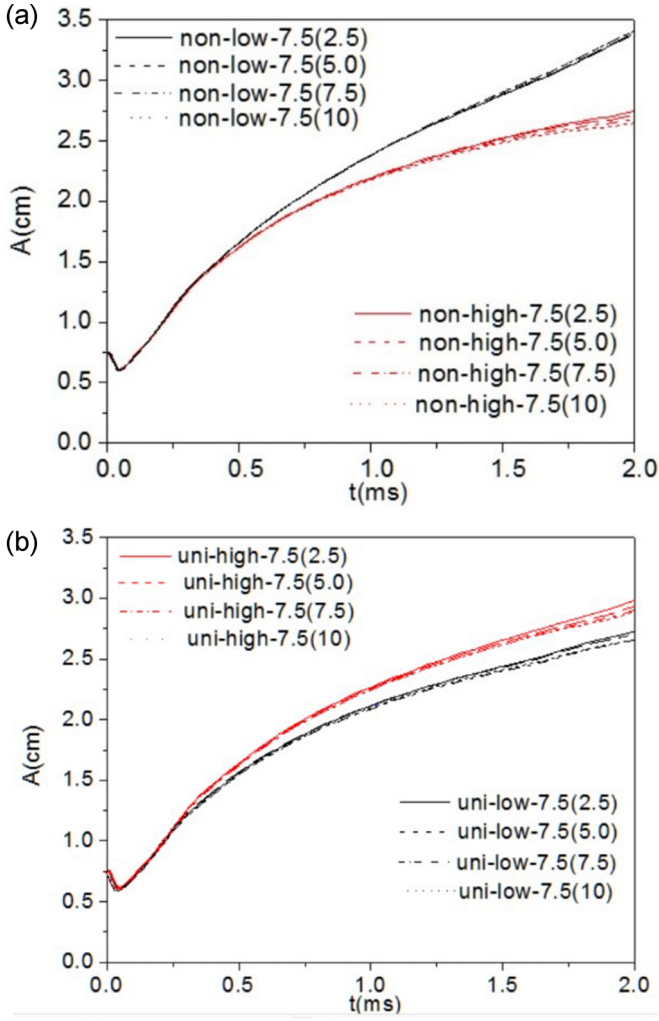 (a)
3.5
3.0
2.5
2.0
1.5
1.0
0.5
0.0
A(cm)
non-low-7.5(2.5)
non-low-7.5(5.0)
non-low-7.5(7.5)
non-low-7.5(10)
non-high-7.5(2.5)
non-high-7.5(5.0)
non-high-7.5(7.5)
non-high-7.5(10)
0.0 0.5 1.0 1.5 2.0
t(ms)
(b)
3.5
3.0
2.5
2.0
1.5
1.0
0.5
0.0
A(cm)
uni-high-7.5(2.5)
uni-high-7.5(5.0)
uni-high-7.5(7.5)
uni-high-7.5(10)
uni-low-7.5(2.5)
uni-low-7.5(5.0)
uni-low-7.5(7.5)
uni-low-7.5(10)
0.0 0.5 1.0 1.5 2.0
t(ms)